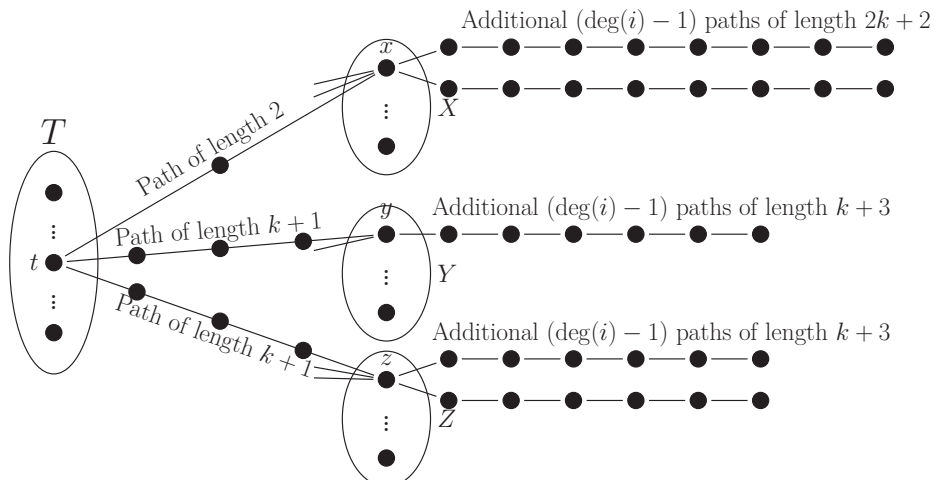 Additional (deg(i) − 1) paths of length 2k + 2
x
X
Path of length 2
T
y
Additional (deg(i) − 1) paths of length k + 3
Path of length k + 1
t
Y
Path of length k + 1
Additional (deg(i) − 1) paths of length k + 3
z
Z